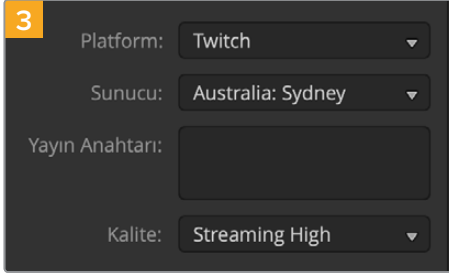 3
Platform: Twitch
Sunucu: Australia: Sydney
Yayın Anahtarı:
Kalite: Streaming High